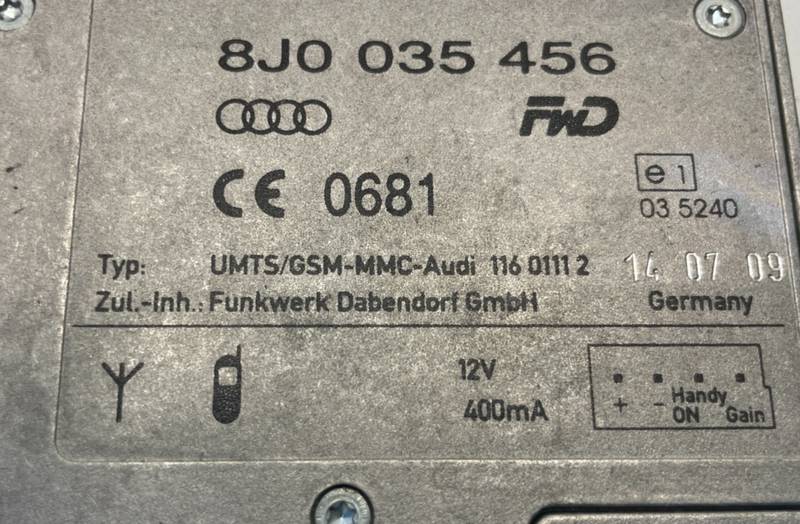 8J0 035 456
FWD
CE 0681
e 1
03 5240
Typ: UMTS/GSM-MMC-Audi 116 0111 2 14 07 09
Zul.-Inh.: Funkwerk Dabendorf GmbH Germany
12V
400mA
+ - Handy ON Gain